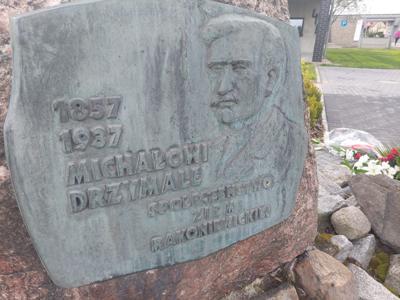 1857
1937
MICHAŁOWI
DRZYMALE
SPOŁECZEŃSTWO
ZIEMI
RAKONIEWICKIEJ